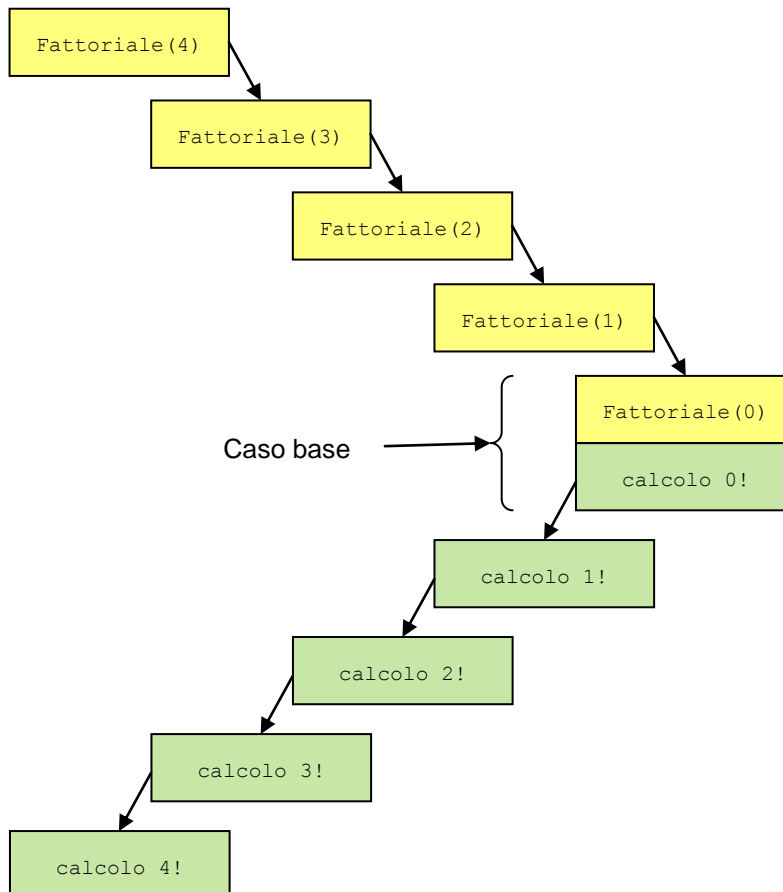 Fattoriale(4)
Fattoriale(3)
Fattoriale(2)
Fattoriale(1)
Fattoriale(0)
Caso base
calcolo 0!
calcolo 1!
calcolo 2!
calcolo 3!
calcolo 4!